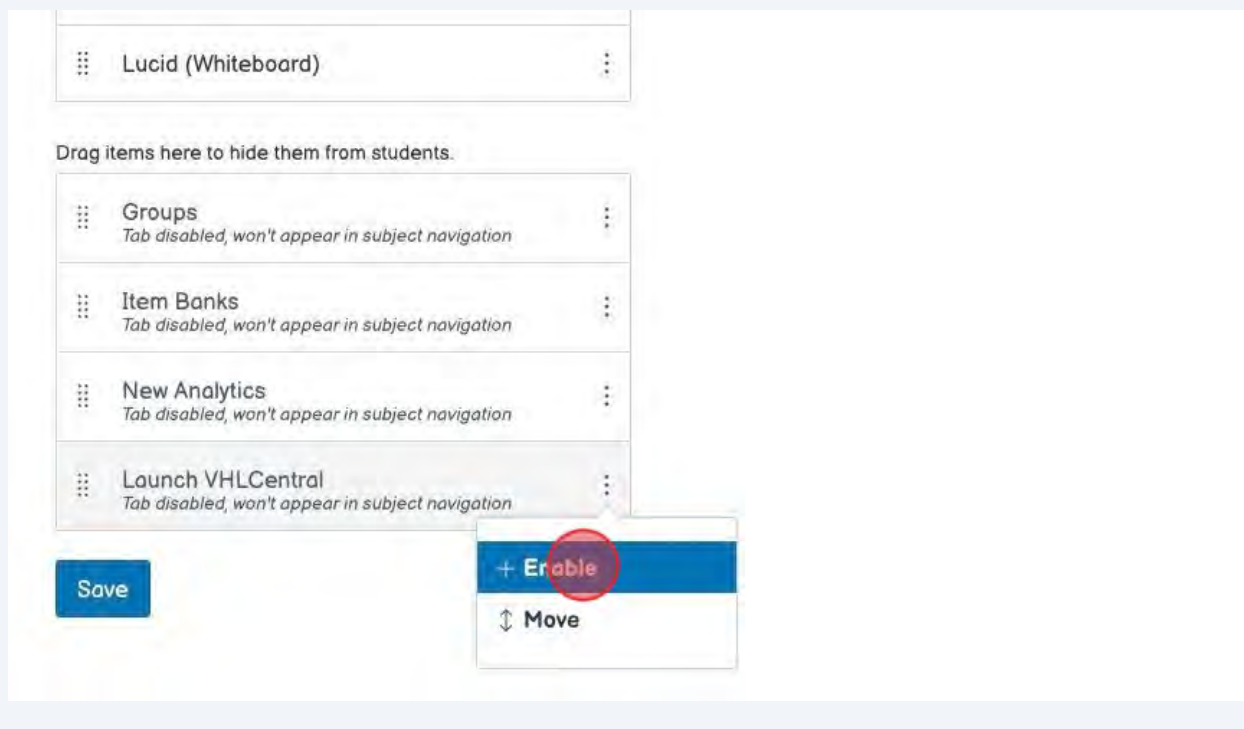 Lucid (Whiteboard)
Drag items here to hide them from students.
Groups
Tab disabled, won't appear in subject navigation
Item Banks
Tab disabled, won't appear in subject navigation
New Analytics
Tab disabled, won't appear in subject navigation
Launch VHLCentral
Tab disabled, won't appear in subject navigation
Save
+ Enable
Move